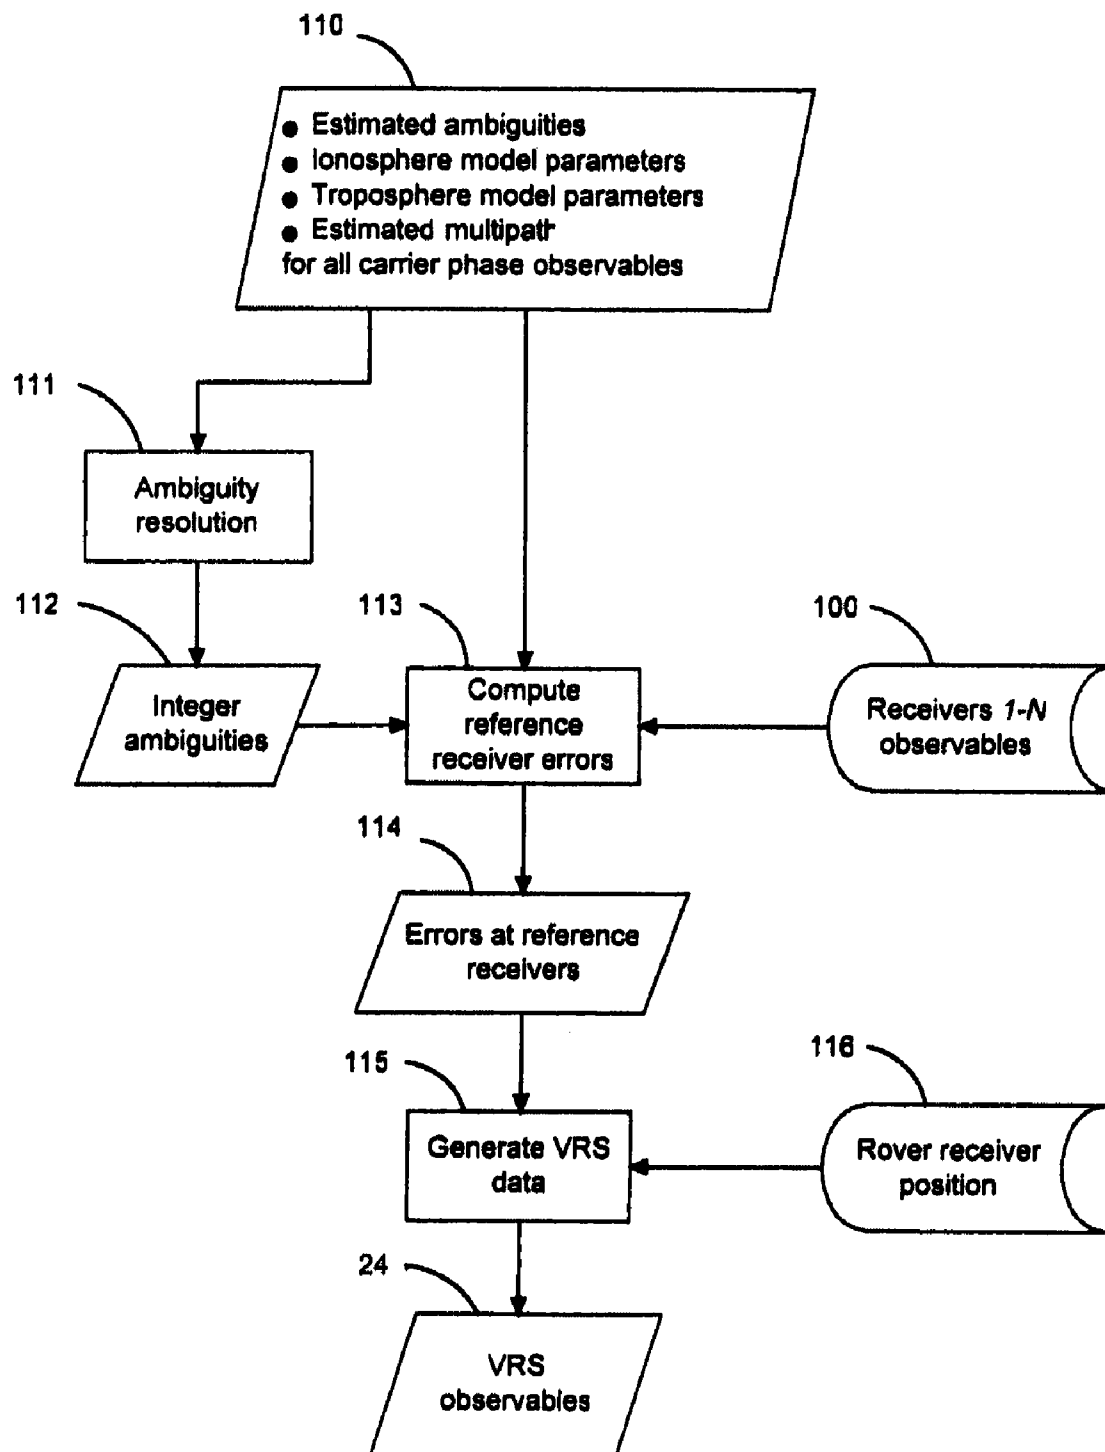 110
● Estimated ambiguities
● Ionosphere model parameters
● Troposphere model parameters
● Estimated multipath
for all carrier phase observables
111
Ambiguity
resolution
112
Integer
ambiguities
113
Compute
reference
receiver errors
100
Receivers 1-N
observables
114
Errors at reference
receivers
115
Generate VRS
data
116
Rover receiver
position
24
VRS
observables